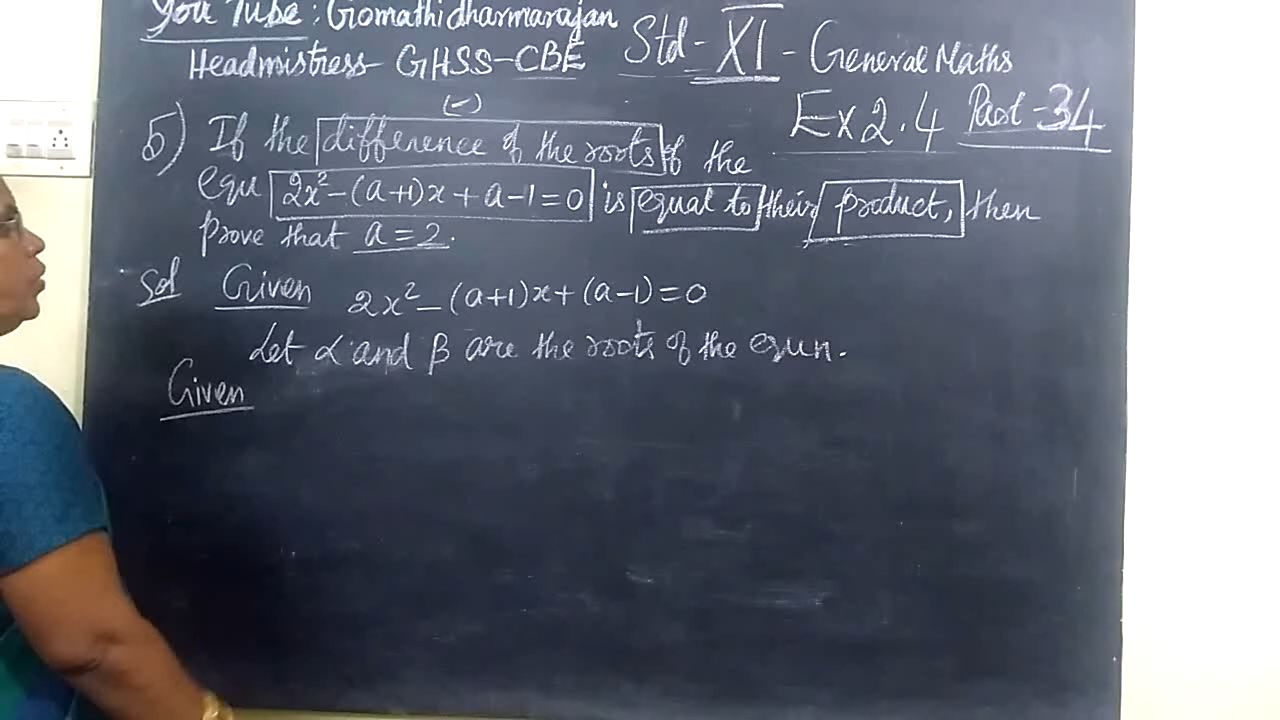 You Tube: Gomathidharmarajan
Headmistress- GHSS-CBE Std-XI-General Maths
(-)
Ex 2.4 Part-34
5) If the difference of the roots of the
equ 2x²-(a+1)x+a-1=0 is equal to their product, then
prove that a=2.
Sol Given 2x²-(a+1)x+(a-1)=0
Let α and β are the roots of the equn.
Given